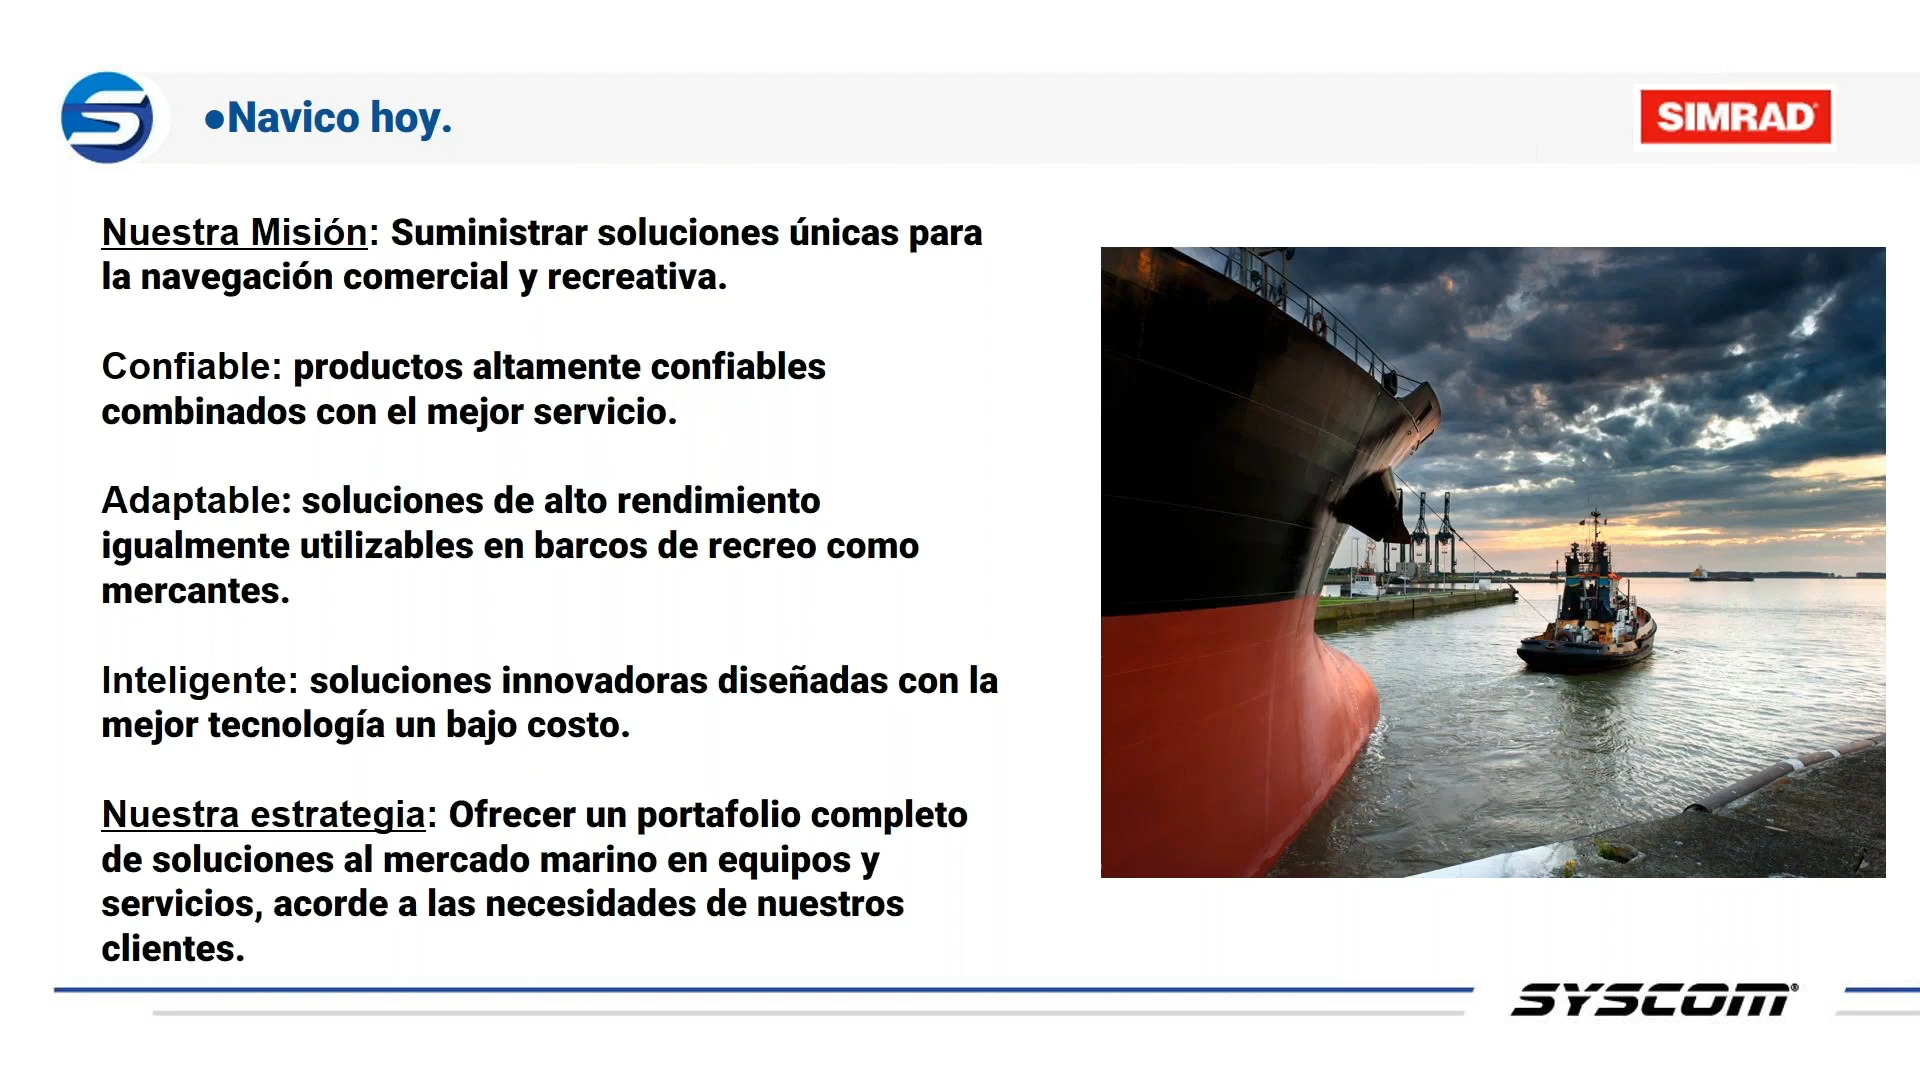 ●Navico hoy.
SIMRAD
Nuestra Misión: Suministrar soluciones únicas para
la navegación comercial y recreativa.
Confiable: productos altamente confiables
combinados con el mejor servicio.
Adaptable: soluciones de alto rendimiento
igualmente utilizables en barcos de recreo como
mercantes.
Inteligente: soluciones innovadoras diseñadas con la
mejor tecnología un bajo costo.
Nuestra estrategia: Ofrecer un portafolio completo
de soluciones al mercado marino en equipos y
servicios, acorde a las necesidades de nuestros
clientes.
SYSCOM®